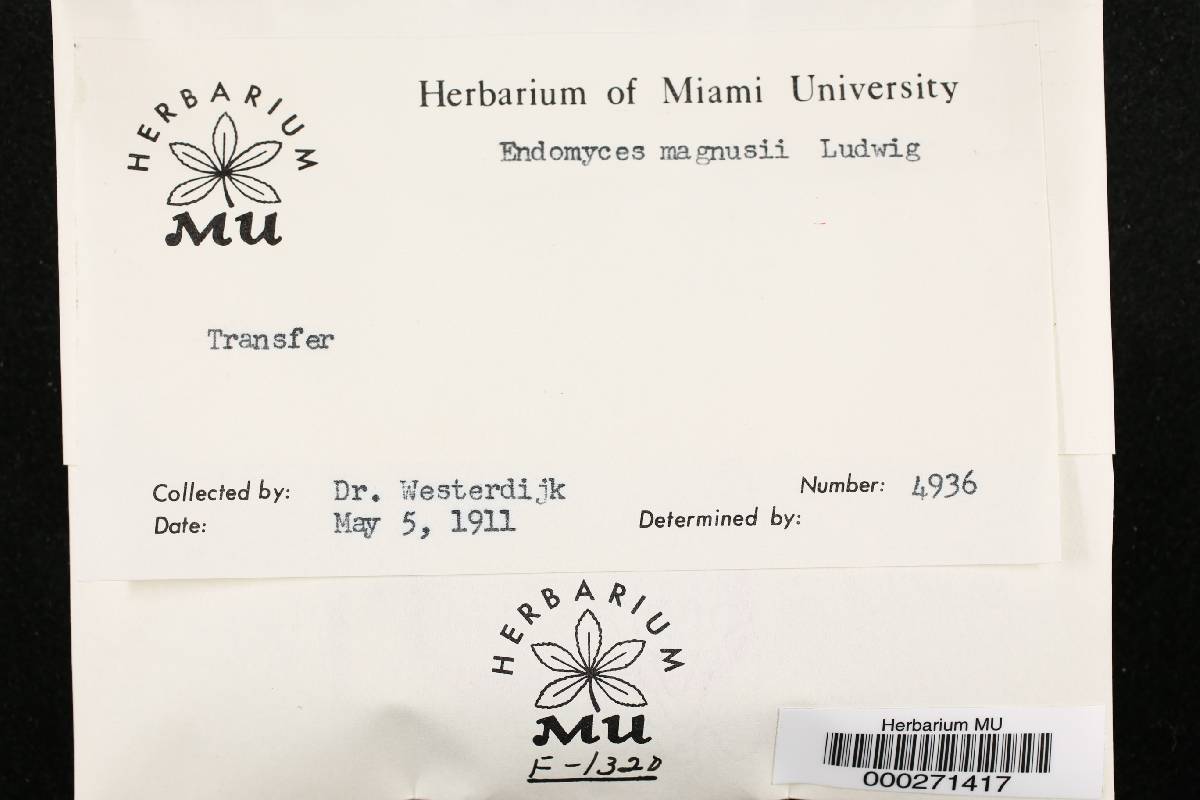 HERBARIUM
MU
Herbarium of Miami University
Endomyces magnusii Ludwig
Transfer
Collected by: Dr. Westerdijk
Number: 4936
Date: May 5, 1911
Determined by:
HERBARIUM
MU
F-1320
Herbarium MU
000271417